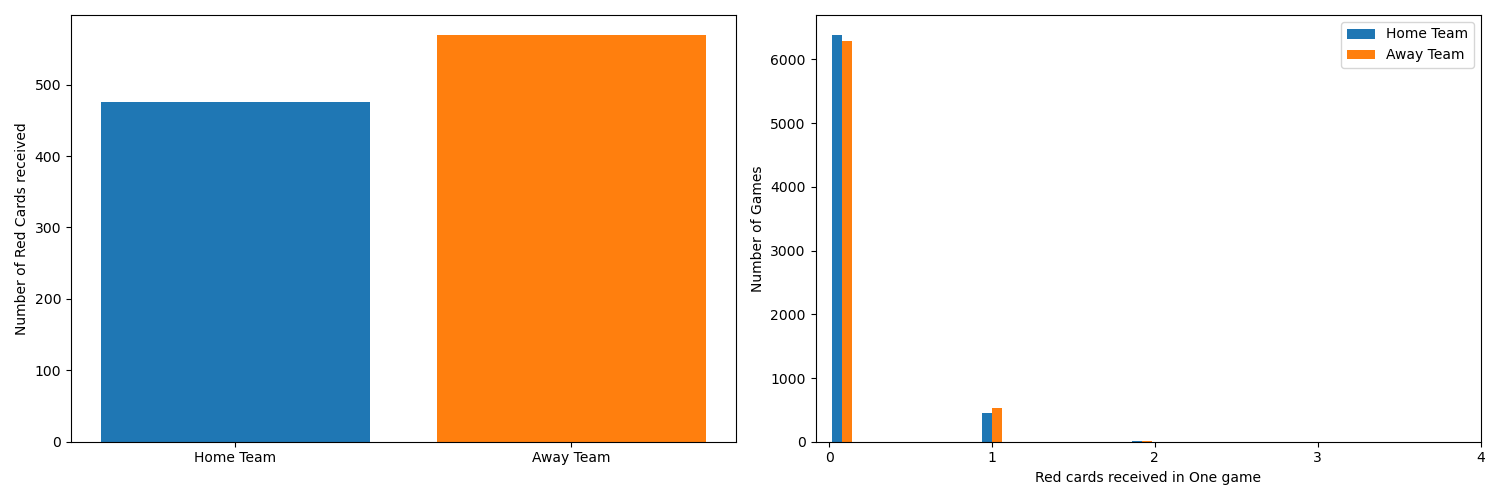 Number of Red Cards received
500
400
300
200
100
0
Home Team
Away Team
Number of Games
6000
5000
4000
3000
2000
1000
0
Home Team
Away Team
0
1
2
3
4
Red cards received in One game